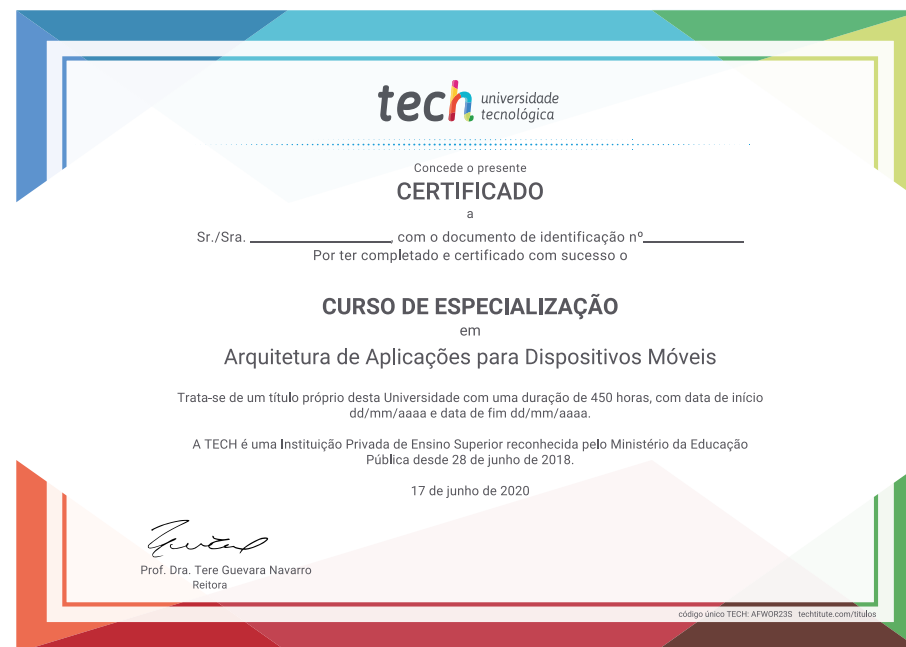 tech universidade
tecnológica
Concede o presente
CERTIFICADO
a
Sr./Sra. ____________________, com o documento de identificação nº______________
Por ter completado e certificado com sucesso o
CURSO DE ESPECIALIZAÇÃO
em
Arquitetura de Aplicações para Dispositivos Móveis
Trata-se de um título próprio desta Universidade com uma duração de 450 horas, com data de início
dd/mm/aaaa e data de fim dd/mm/aaaa.
A TECH é uma Instituição Privada de Ensino Superior reconhecida pelo Ministério da Educação
Pública desde 28 de junho de 2018.
17 de junho de 2020
Prof. Dra. Tere Guevara Navarro
Reitora
código único TECH: AFWOR23S techtitute.com/titulos